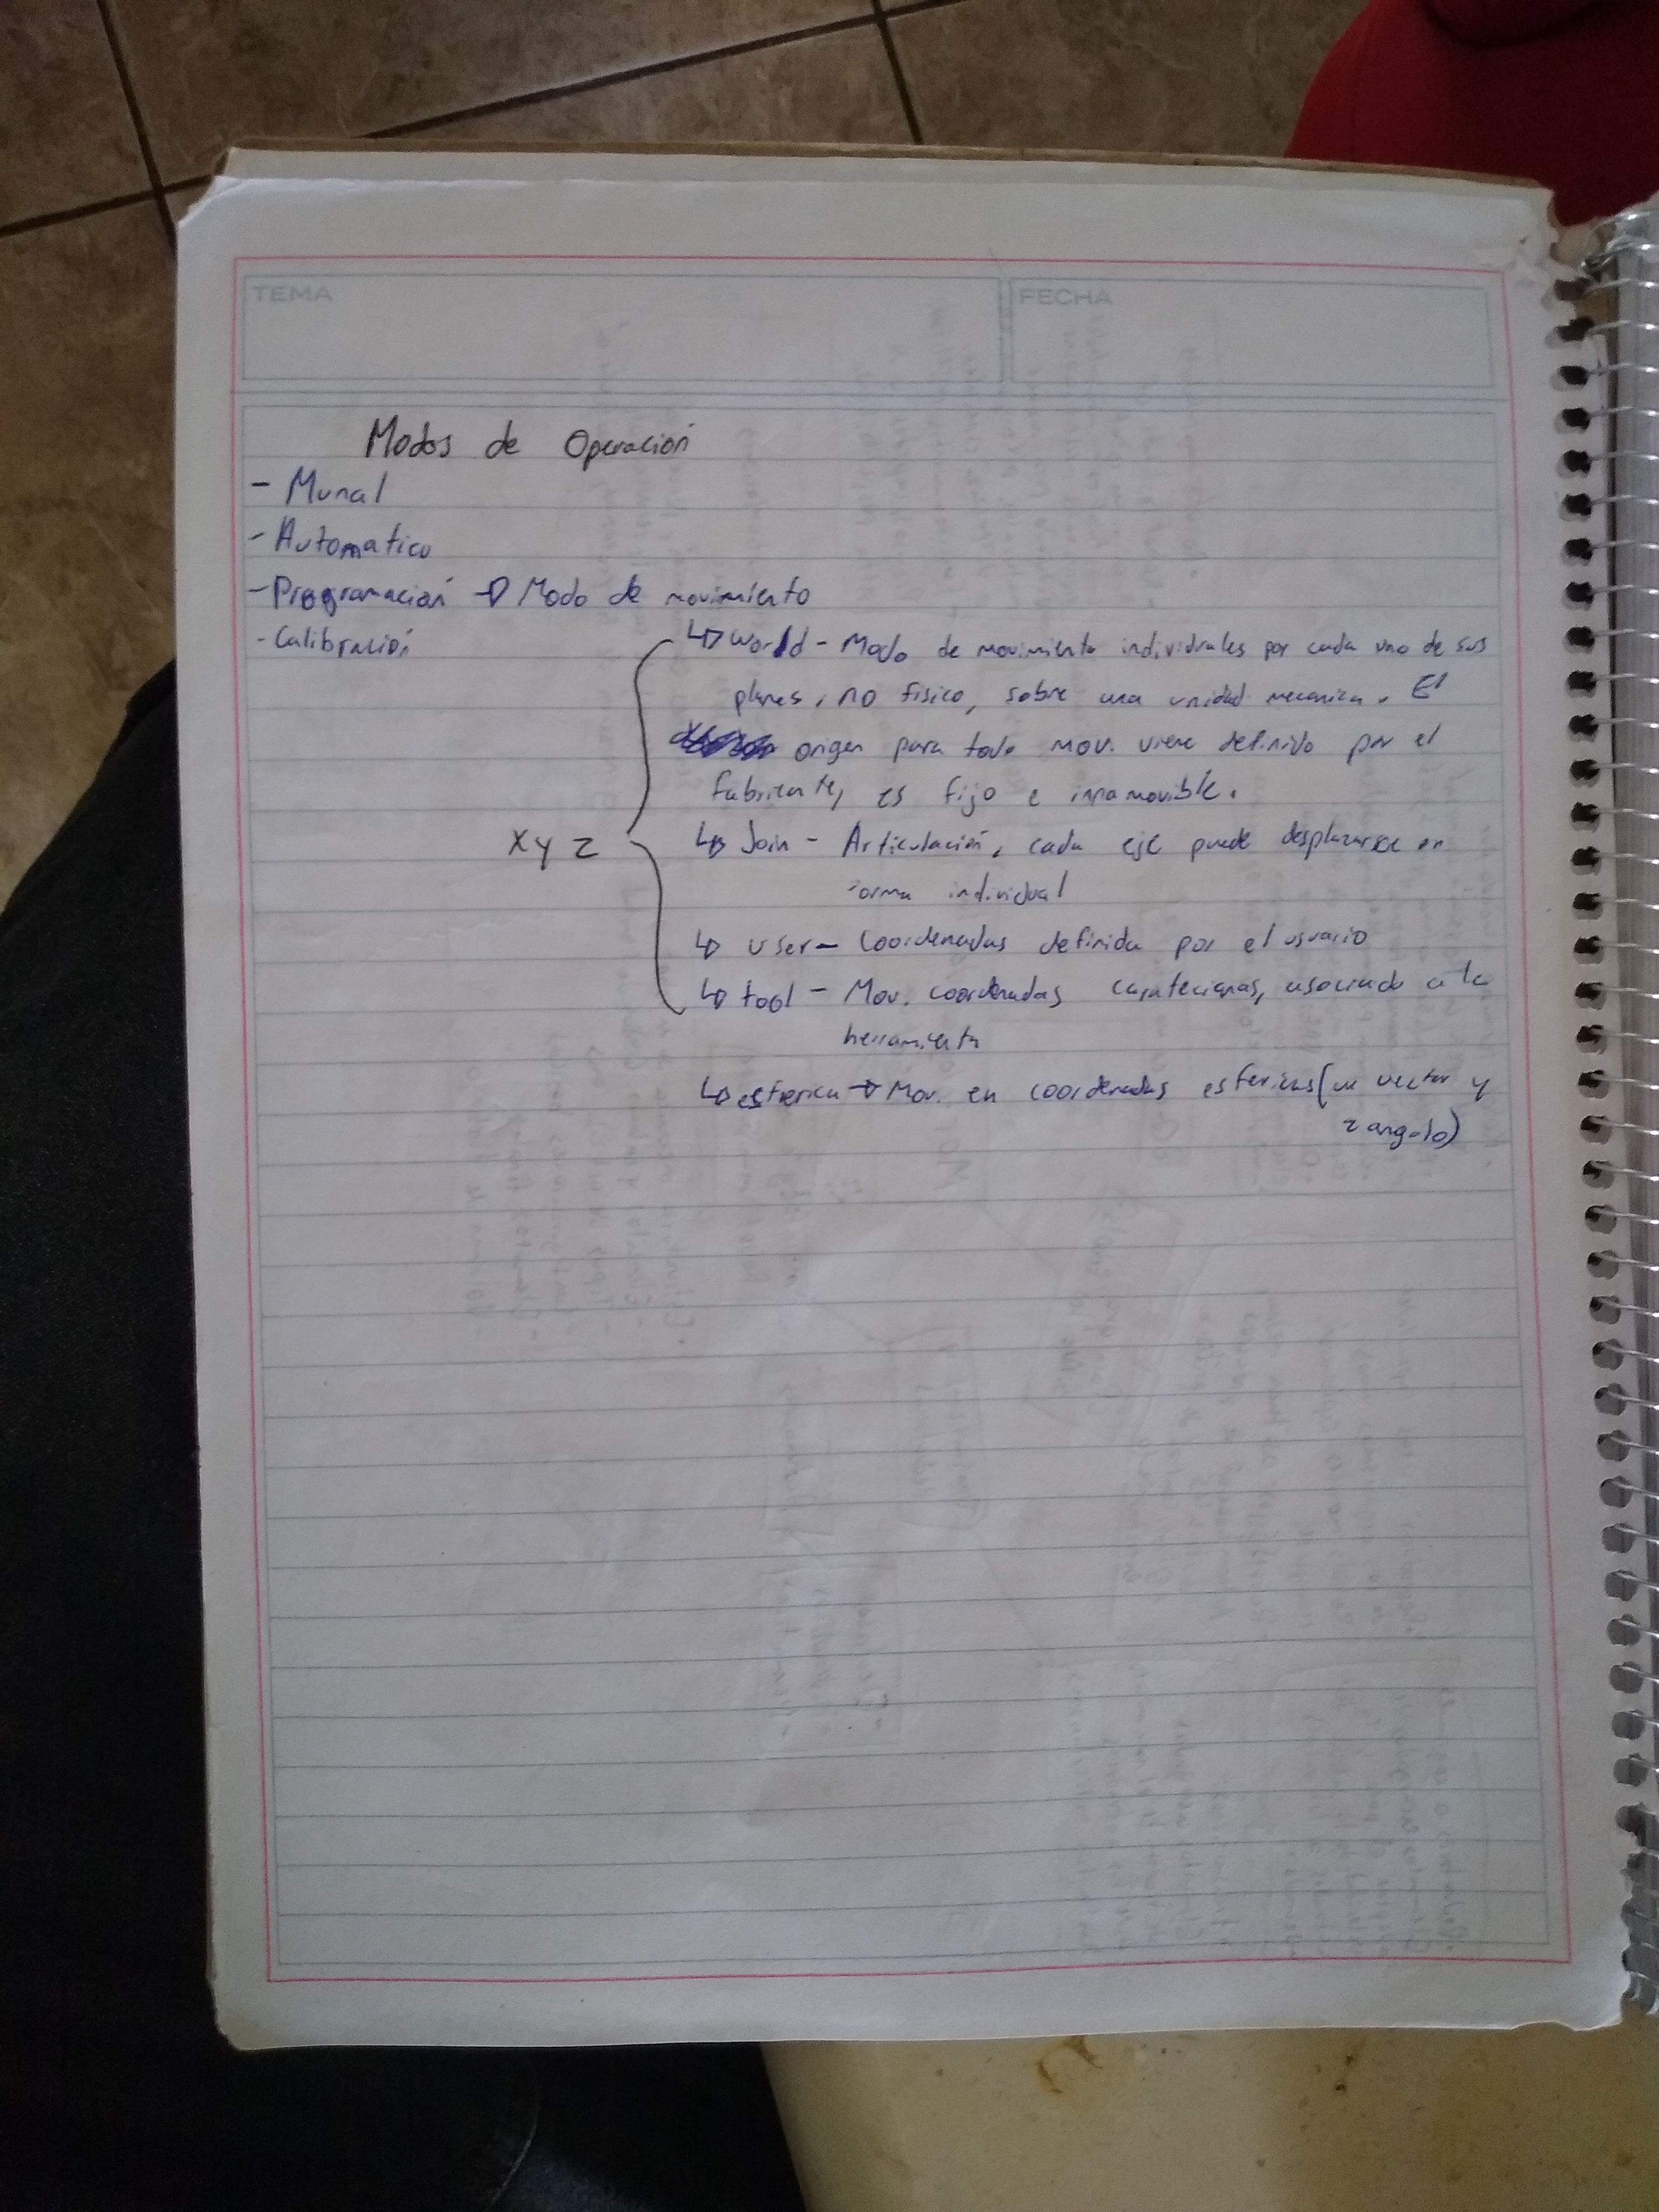 TEMA
FECHA
Modos de Operación
- Munal
- Automatico
- Programación → Modo de movimiento
- Calibración
↳ World - Modo de movimiento individuales por cada uno de sus
planes, no fisico, sobre una unidad mecanica. El
origen para todo mov. viene definido por el
fabricante, es fijo e inamovible.
x y z
↳ Join - Articulación, cada eje puede desplazarse en
forma individual
↳ user - Coordenadas definida por el usuario
↳ tool - Mov. coordenadas asociado a la
herramienta
↳ esferica → Mov. en coordenadas esfericas (un vector y
2 angulo)